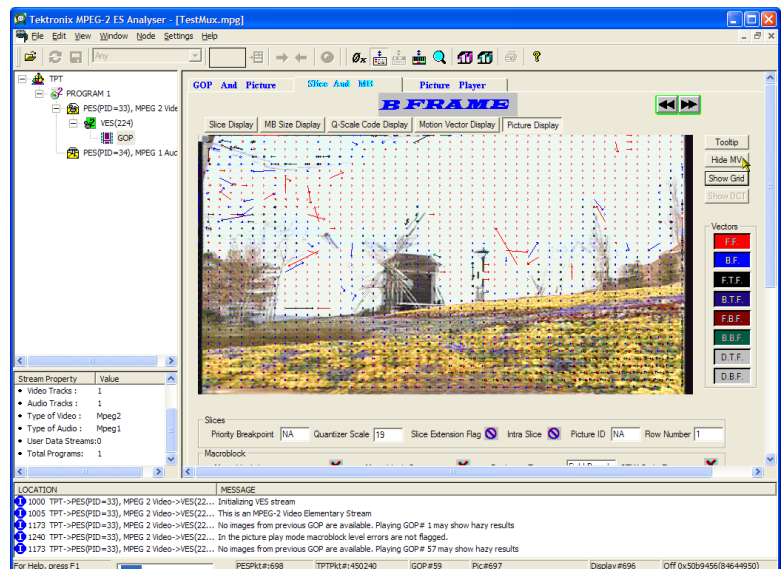 Tektronix MPEG-2 ES Analyser - [TestMux.mpg]
File Edit View Window Node Settings Help
Any
TPT
PROGRAM 1
PES(PID=33), MPEG 2 Vide
VES(224)
GOP
PES(PID=34), MPEG 1 Auc
GOP And Picture Slice And MB Picture Player
B FRAME
Slice Display MB Size Display Q-Scale Code Display Motion Vector Display Picture Display
Tooltip
Hide MV
Show Grid
Show DCT
Vectors
F.F.
B.F.
F.T.F.
B.T.F.
F.B.F.
B.B.F.
D.T.F.
D.B.F.
Stream Property Value
Video Tracks : 1
Audio Tracks : 1
Type of Video : Mpeg2
Type of Audio : Mpeg1
User Data Streams:0
Total Programs: 1
Slices
Priority Breakpoint NA Quantizer Scale 19 Slice Extension Flag Intra Slice Picture ID NA Row Number 1
Macroblock
LOCATION MESSAGE
1000 TPT->PES(PID=33), MPEG 2 Video->VES(22... Initializing VES stream
1005 TPT->PES(PID=33), MPEG 2 Video->VES(22... This is an MPEG-2 Video Elementary Stream
1173 TPT->PES(PID=33), MPEG 2 Video->VES(22... No images from previous GOP are available. Playing GOP# 1 may show hazy results
1240 TPT->PES(PID=33), MPEG 2 Video->VES(22... In the picture play mode macroblock level errors are not flagged.
1173 TPT->PES(PID=33), MPEG 2 Video->VES(22... No images from previous GOP are available. Playing GOP# 57 may show hazy results
For Help, press F1 PESPkt#:698 TPTPkt#:450240 GOP#59 Pic#697 Display#696 Off 0x50b9456(84644950)